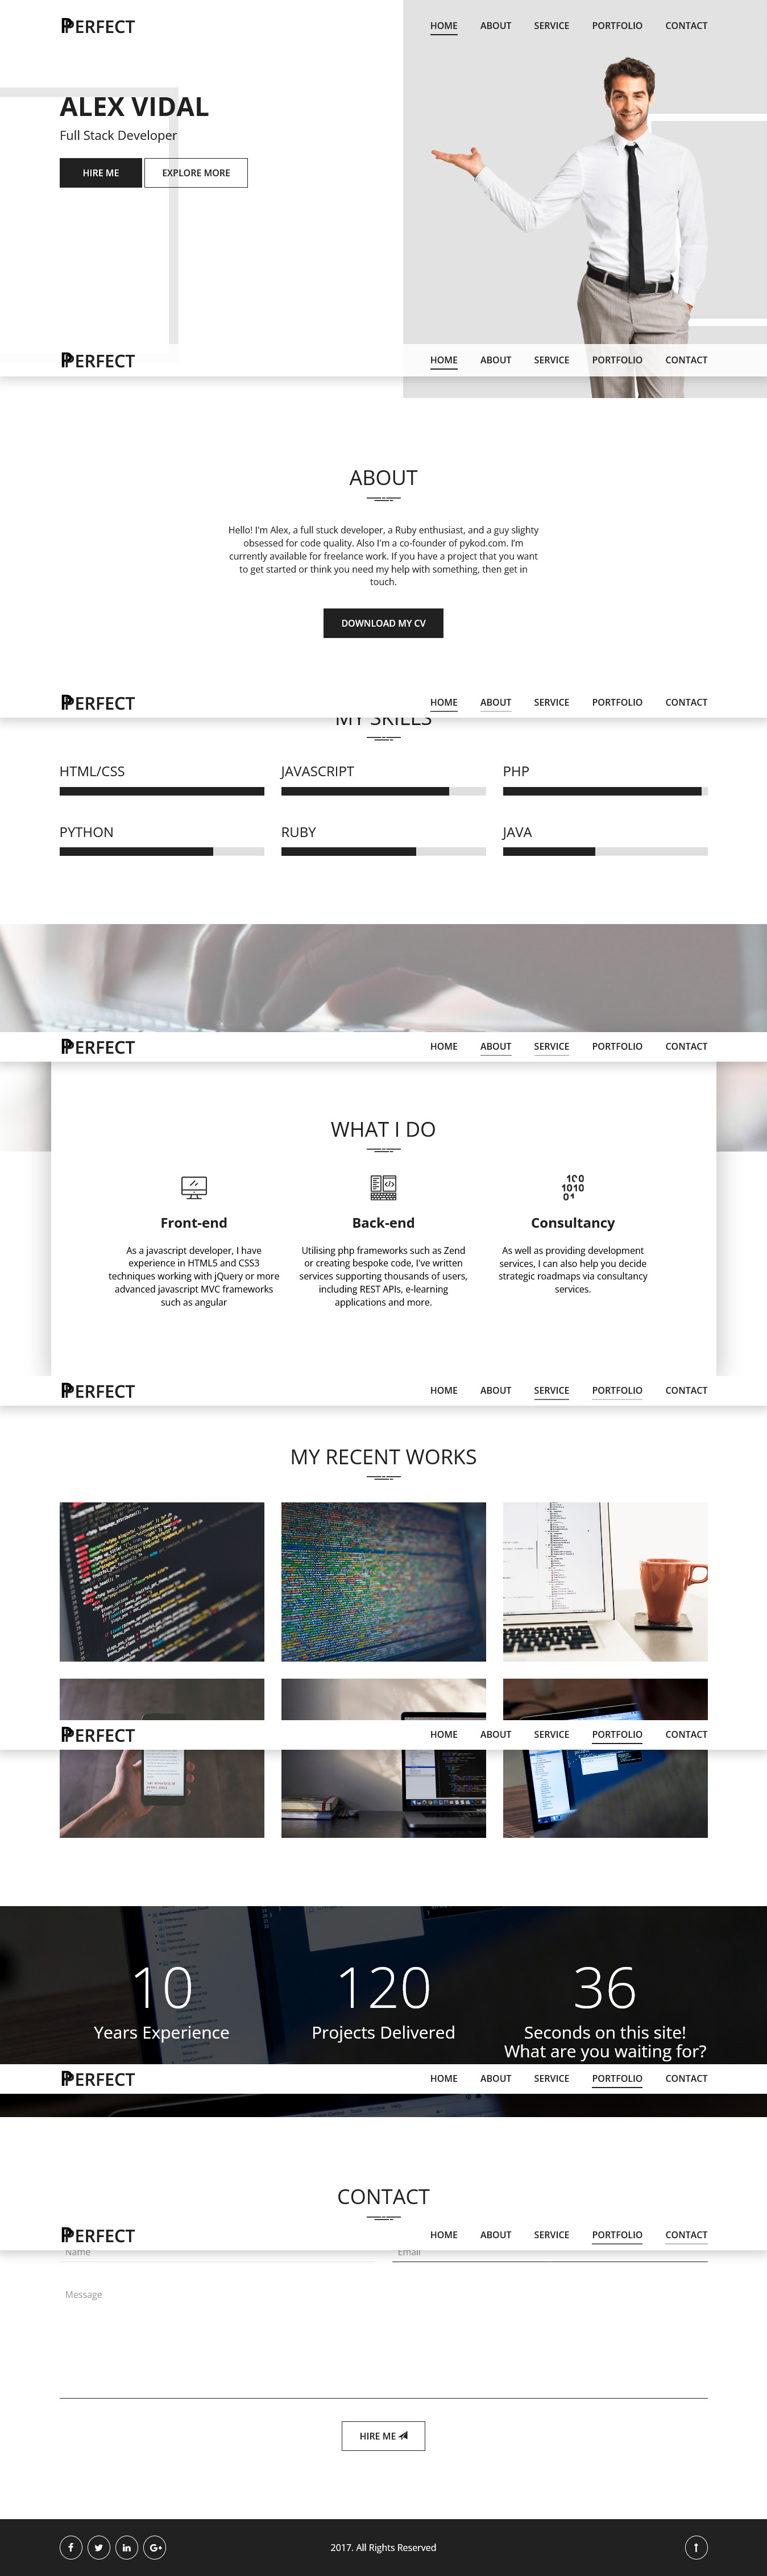 PERFECT
HOME ABOUT SERVICE PORTFOLIO CONTACT
ALEX VIDAL
Full Stack Developer
HIRE ME EXPLORE MORE
PERFECT
HOME ABOUT SERVICE PORTFOLIO CONTACT
ABOUT
Hello! I'm Alex, a full stuck developer, a Ruby enthusiast, and a guy slighty
obsessed for code quality. Also I'm a co-founder of pykod.com. I'm
currently available for freelance work. If you have a project that you want
to get started or think you need my help with something, then get in
touch.
DOWNLOAD MY CV
PERFECT
HOME ABOUT SERVICE PORTFOLIO CONTACT
MY SKILLS
HTML/CSS JAVASCRIPT PHP
PYTHON RUBY JAVA
PERFECT
HOME ABOUT SERVICE PORTFOLIO CONTACT
WHAT I DO
100
1010
01
Front-end
As a javascript developer, I have
experience in HTML5 and CSS3
techniques working with jQuery or more
advanced javascript MVC frameworks
such as angular
Back-end
Utilising php frameworks such as Zend
or creating bespoke code, I've written
services supporting thousands of users,
including REST APIs, e-learning
applications and more.
Consultancy
As well as providing development
services, I can also help you decide
strategic roadmaps via consultancy
services.
PERFECT
HOME ABOUT SERVICE PORTFOLIO CONTACT
MY RECENT WORKS
PERFECT
HOME ABOUT SERVICE PORTFOLIO CONTACT
10
Years Experience
120
Projects Delivered
36
Seconds on this site!
What are you waiting for?
PERFECT
HOME ABOUT SERVICE PORTFOLIO CONTACT
CONTACT
PERFECT
HOME ABOUT SERVICE PORTFOLIO CONTACT
Name Email
Message
HIRE ME
2017. All Rights Reserved